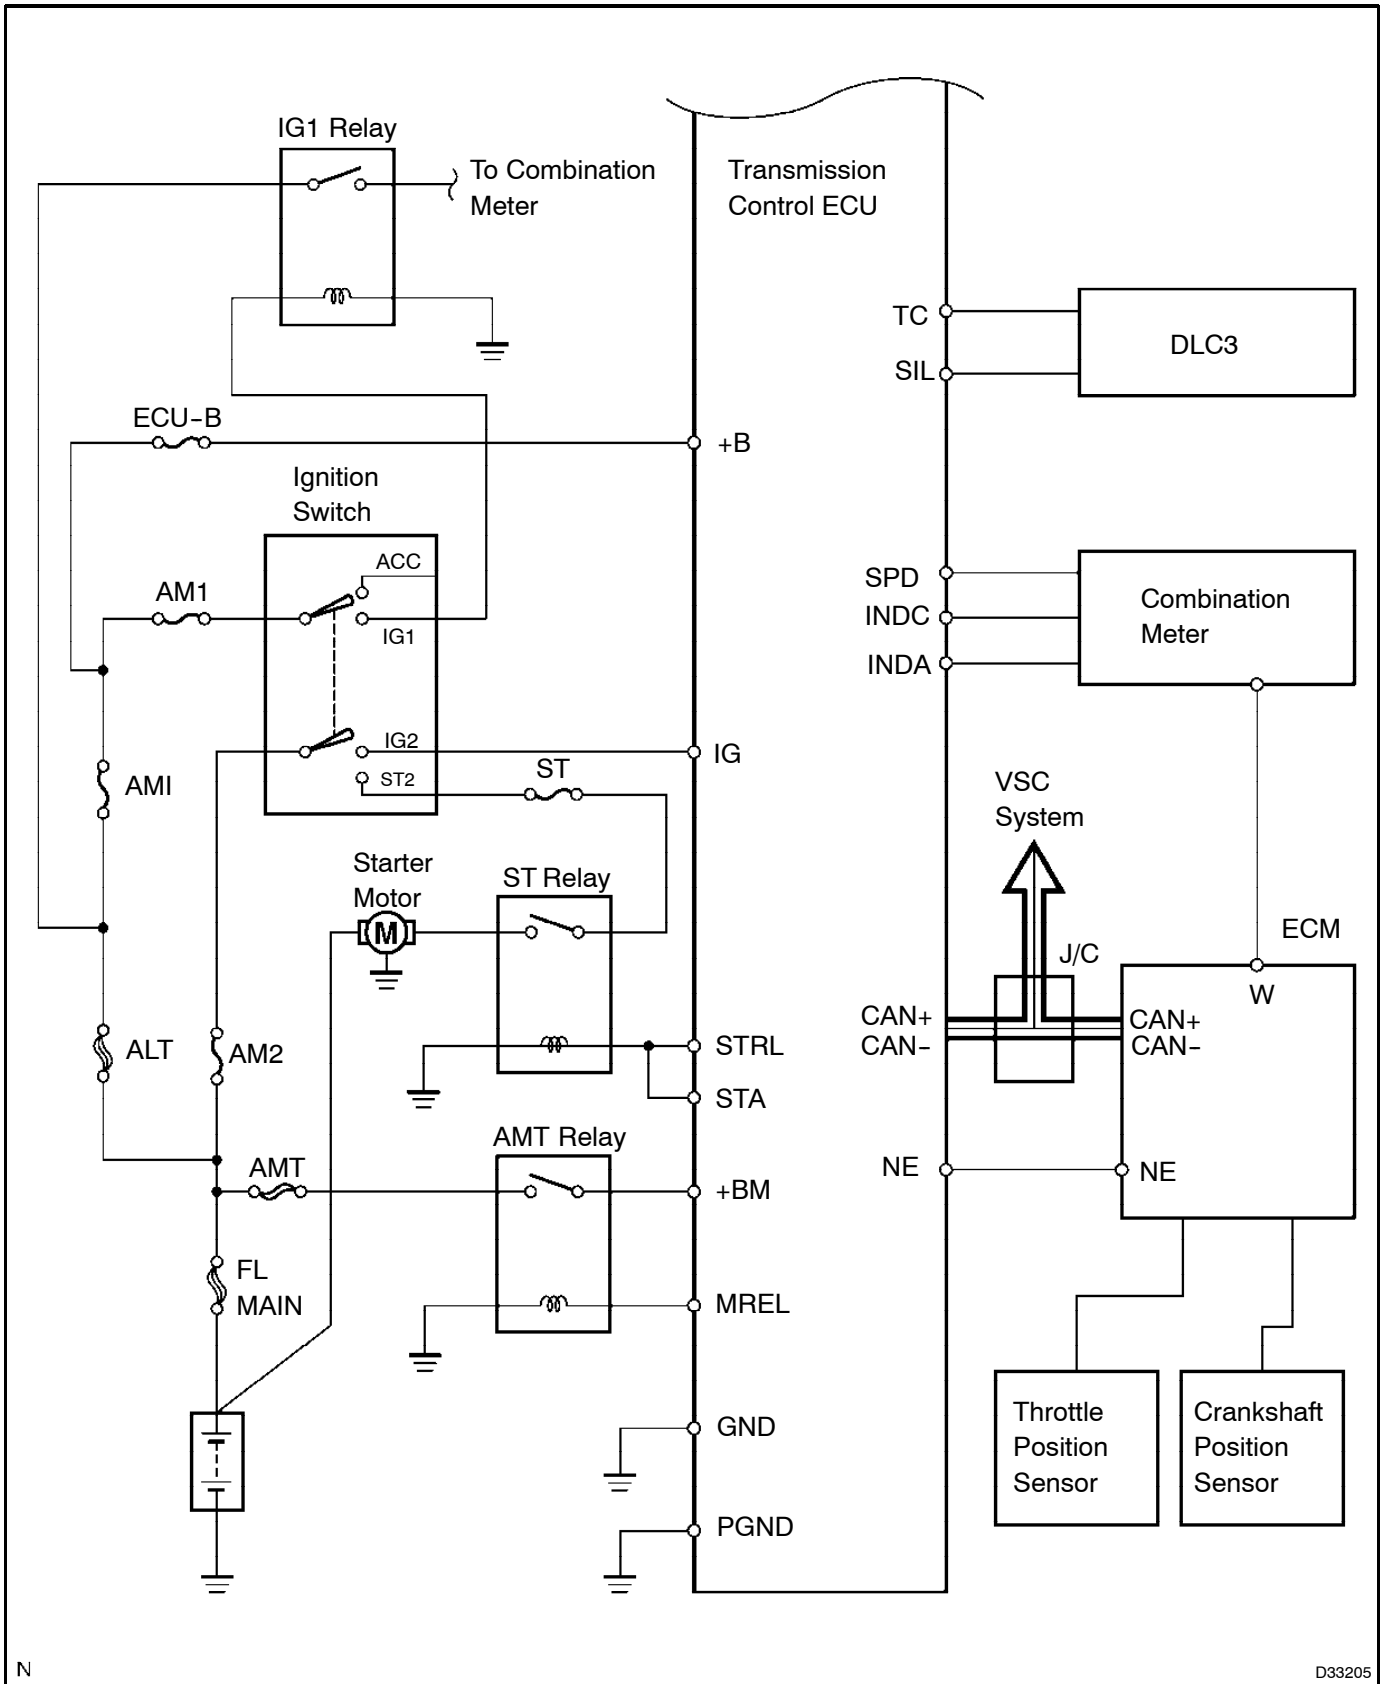 IG1 Relay
To Combination
Meter
Transmission
Control ECU
TC
DLC3
SIL
ECU-B
+B
Ignition
Switch
ACC
AM1
IG1
SPD
INDC
INDA
Combination
Meter
IG2
IG
ST2
ST
AMI
VSC
System
Starter
Motor
M
ST Relay
ECM
J/C
W
CAN+
CAN-
CAN+
CAN-
ALT
AM2
STRL
STA
AMT Relay
AMT
+BM
NE
NE
FL
MAIN
MREL
GND
PGND
Throttle
Position
Sensor
Crankshaft
Position
Sensor
N
D33205